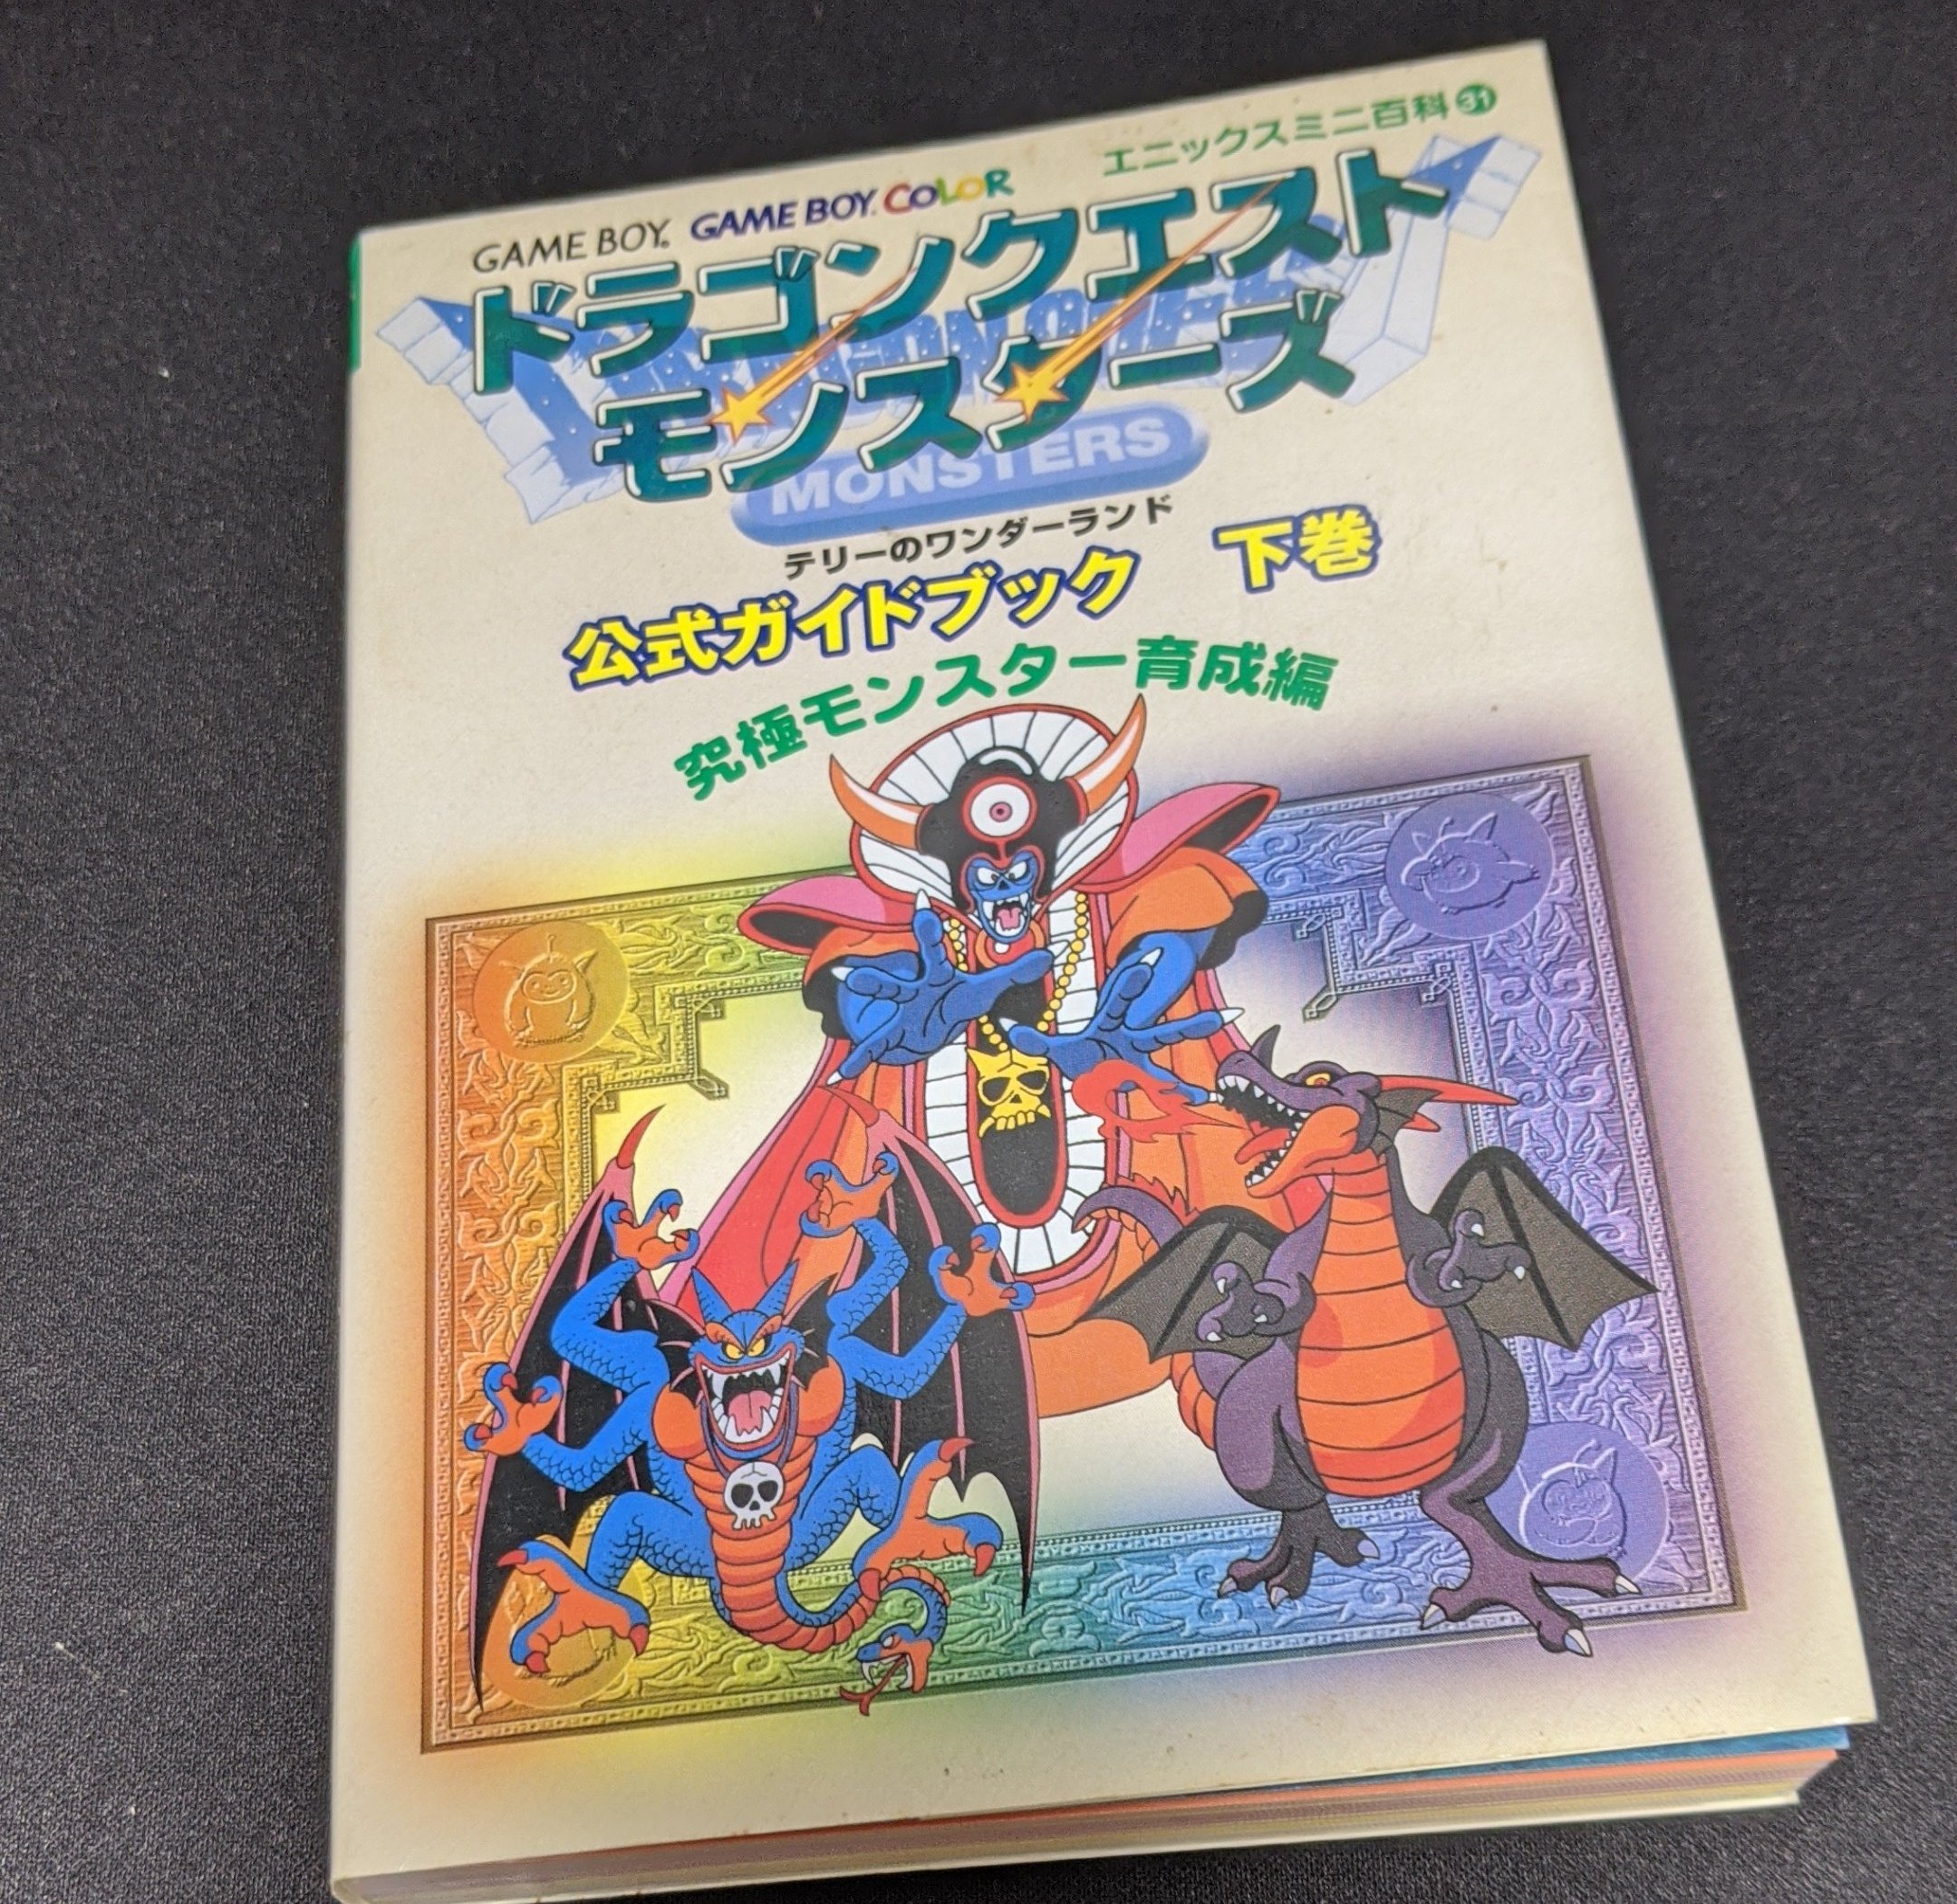 エニックスミニ百科31
GAME BOY. GAME BOY. COLOR
ドラゴンクエスト
モンスターズ
MONSTERS
テリーのワンダーランド
公式ガイドブック 下巻
究極モンスター育成編